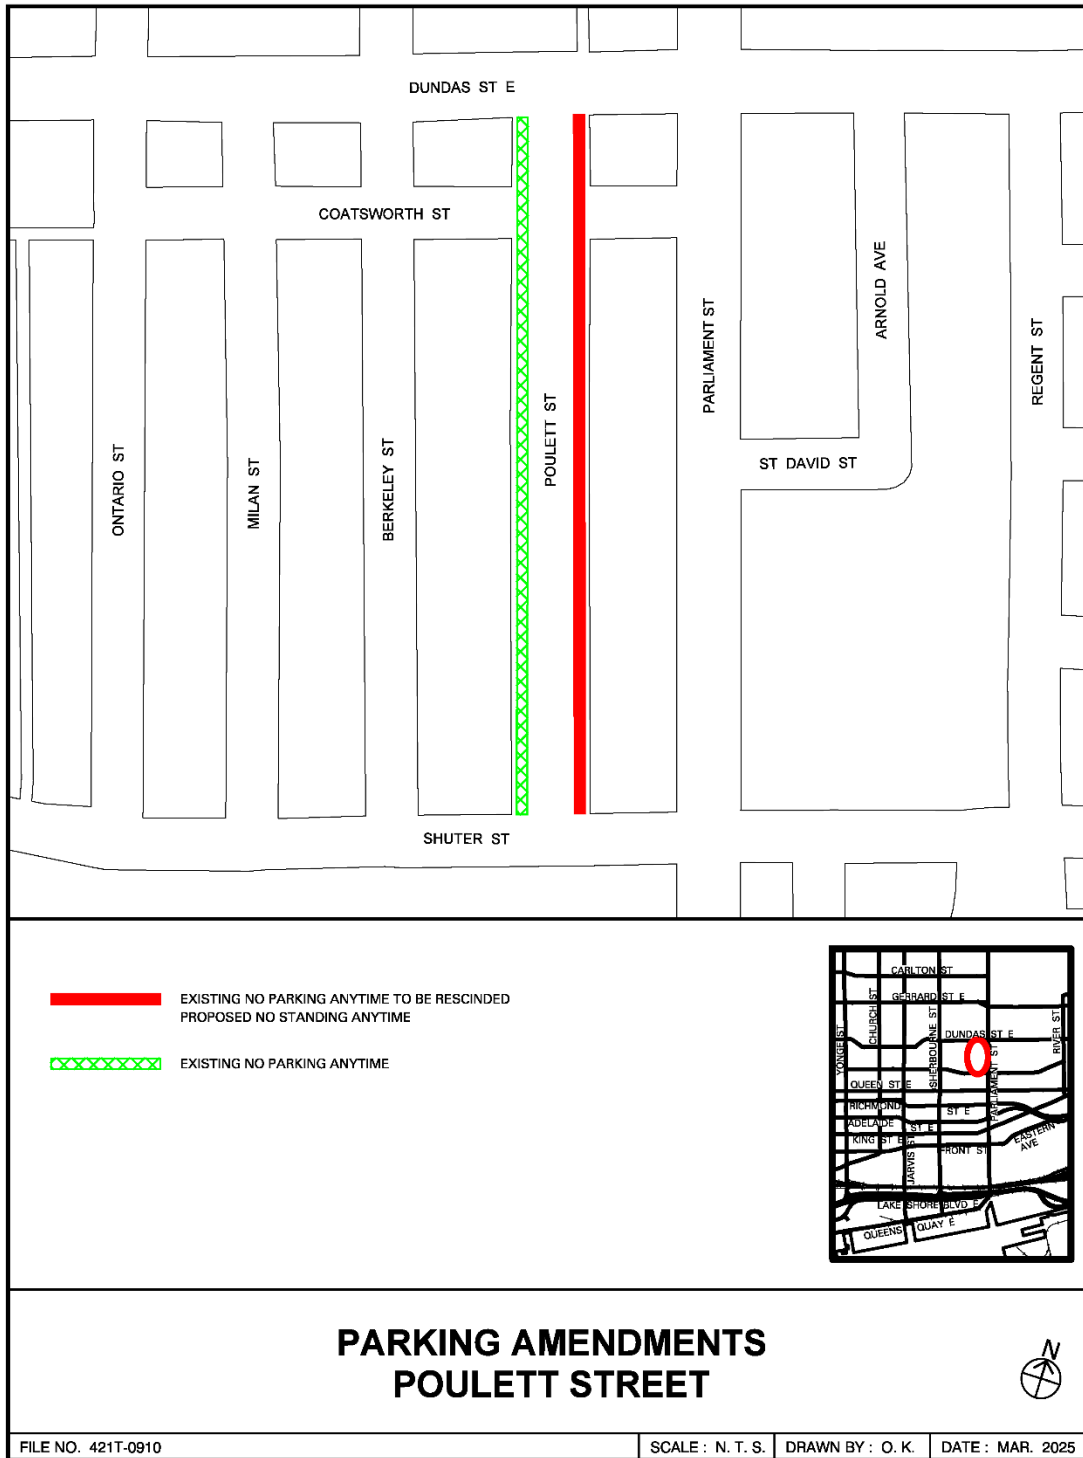 DUNDAS ST E
COATSWORTH ST
ONTARIO ST
MILAN ST
BERKELEY ST
POULETT ST
PARLIAMENT ST
ARNOLD AVE
REGENT ST
ST DAVID ST
SHUTER ST
EXISTING NO PARKING ANYTIME TO BE RESCINDED
PROPOSED NO STANDING ANYTIME
EXISTING NO PARKING ANYTIME
CARLTON ST
GERRARD ST E
DUNDAS ST E
YONGE ST
CHURCH ST
SHERBOURNE ST
PARLIAMENT ST
RIVER ST
QUEEN ST E
RICHMOND ST E
ADELAIDE ST E
KING ST E
JARVIS ST
FRONT ST
EASTERN
AVE
LAKE SHORE BLVD E
QUEENS QUAY E
PARKING AMENDMENTS
POULETT STREET
N
FILE NO. 421T-0910
SCALE : N. T. S.
DRAWN BY : O. K.
DATE : MAR. 2025